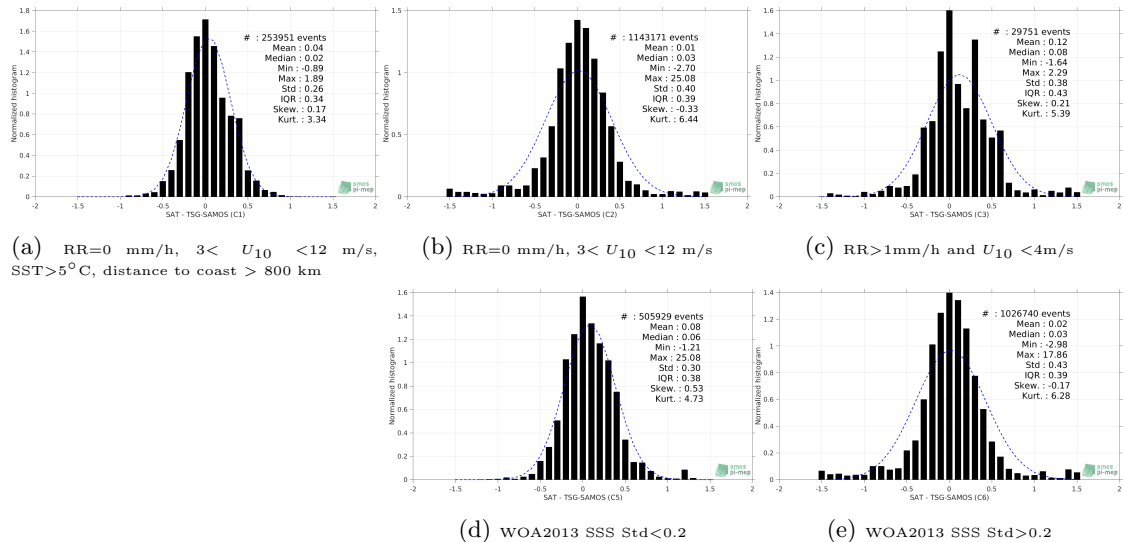 1.8
1.6
1.4
1.2
1
0.8
0.6
0.4
0.2
0
Normalized histogram
# : 253951 events
Mean : 0.04
Median : 0.02
Min : -0.89
Max : 1.89
Std : 0.26
IQR : 0.34
Skew. : 0.17
Kurt. : 3.34
smos
pi-mep
-2 -1.5 -1 -0.5 0 0.5 1 1.5 2
SAT - TSG-SAMOS (C1)
(a) RR=0 mm/h, 3< U10 <12 m/s,
SST>5°C, distance to coast > 800 km
1.5
1
0.5
0
Normalized histogram
# : 1143171 events
Mean : 0.01
Median : 0.03
Min : -2.70
Max : 25.08
Std : 0.40
IQR : 0.39
Skew. : -0.33
Kurt. : 6.44
smos
pi-mep
-2 -1.5 -1 -0.5 0 0.5 1 1.5 2
SAT - TSG-SAMOS (C2)
(b) RR=0 mm/h, 3< U10 <12 m/s
1.6
1.4
1.2
1
0.8
0.6
0.4
0.2
0
Normalized histogram
# : 29751 events
Mean : 0.12
Median : 0.08
Min : -1.64
Max : 2.29
Std : 0.38
IQR : 0.43
Skew. : 0.21
Kurt. : 5.39
smos
pi-mep
-2 -1.5 -1 -0.5 0 0.5 1 1.5 2
SAT - TSG-SAMOS (C3)
(c) RR>1mm/h and U10 <4m/s
1.6
1.4
1.2
1
0.8
0.6
0.4
0.2
0
Normalized histogram
# : 505929 events
Mean : 0.08
Median : 0.06
Min : -1.21
Max : 25.08
Std : 0.30
IQR : 0.38
Skew. : 0.53
Kurt. : 4.73
smos
pi-mep
-2 -1.5 -1 -0.5 0 0.5 1 1.5 2
SAT - TSG-SAMOS (C5)
(d) WOA2013 SSS Std<0.2
1.4
1.2
1
0.8
0.6
0.4
0.2
0
Normalized histogram
# : 1026740 events
Mean : 0.02
Median : 0.03
Min : -2.98
Max : 17.86
Std : 0.43
IQR : 0.39
Skew. : -0.17
Kurt. : 6.28
smos
pi-mep
-2 -1.5 -1 -0.5 0 0.5 1 1.5 2
SAT - TSG-SAMOS (C6)
(e) WOA2013 SSS Std>0.2